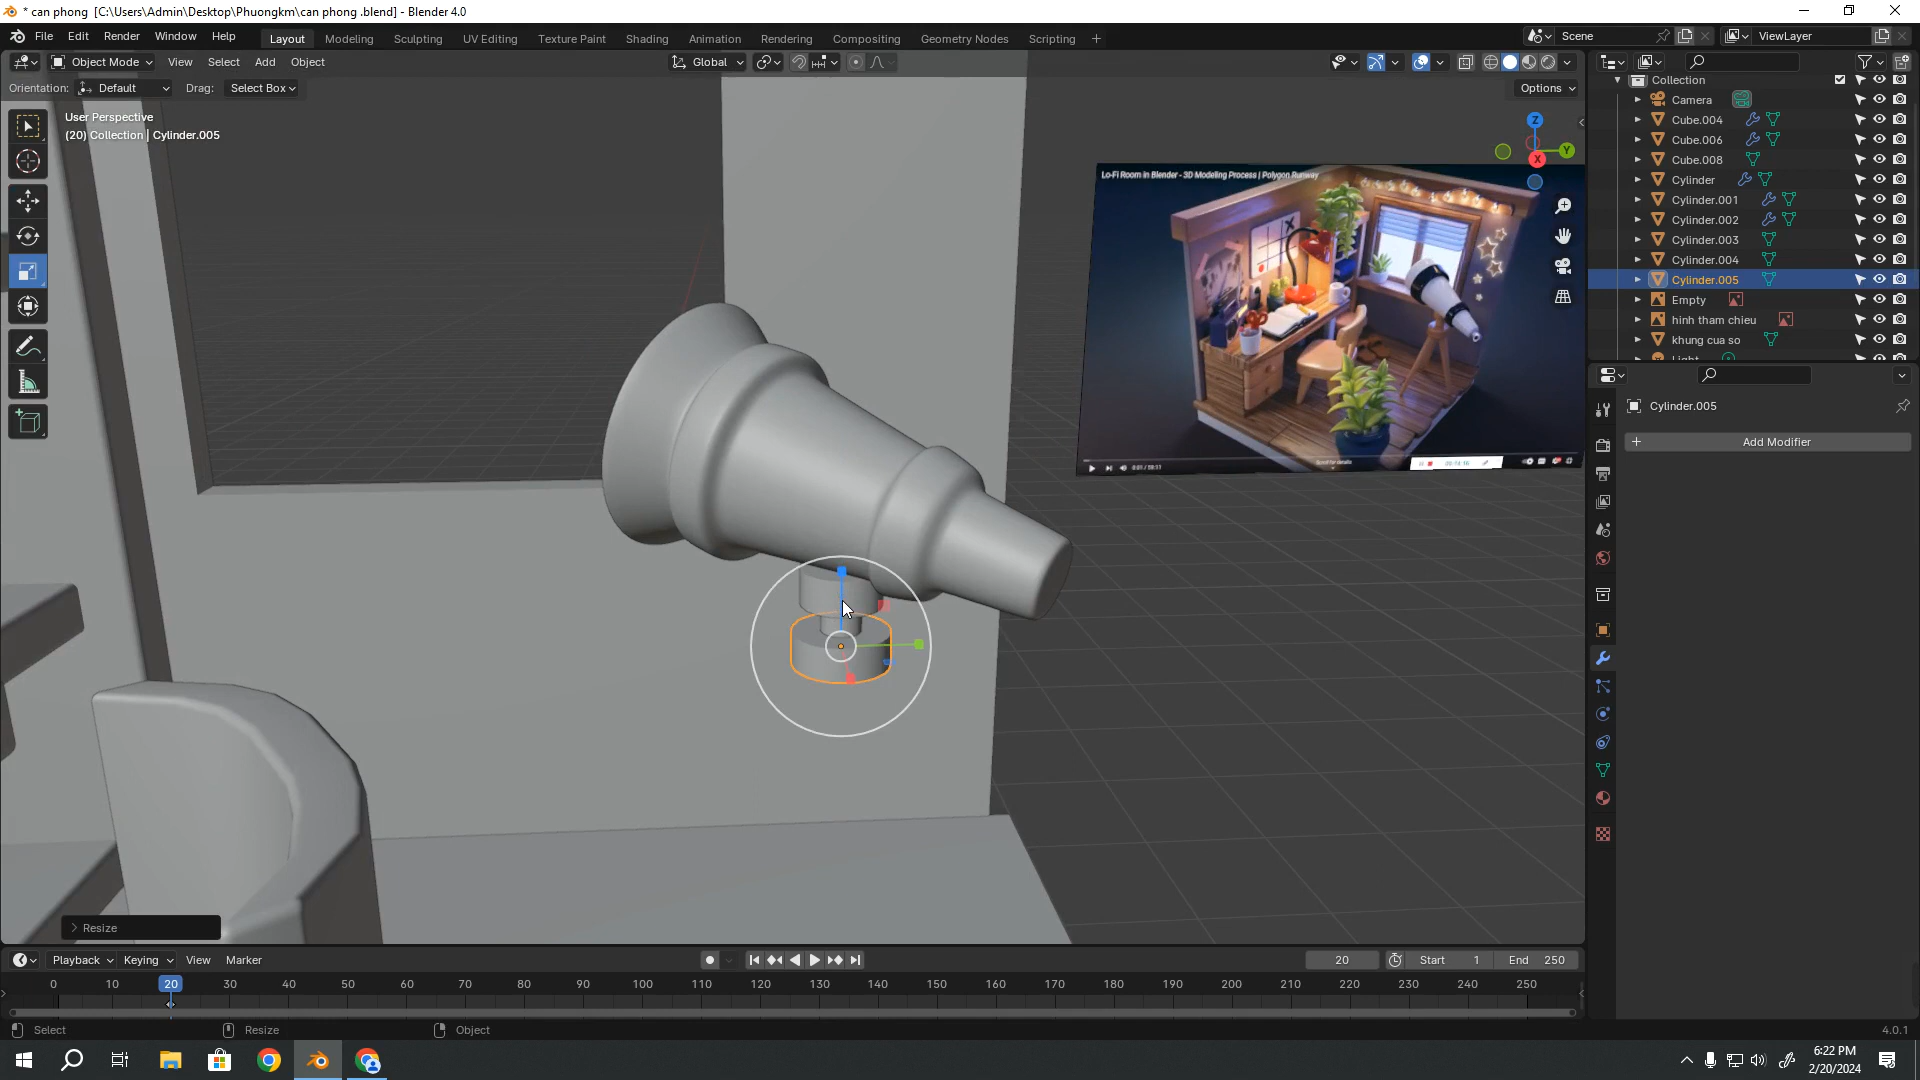 * can phong  [C:\Users\Admin\Desktop\Phuongkm\can phong .blend] - Blender 4.0
File Edit Render Window Help
Layout Modeling Sculpting UV Editing Texture Paint Shading Animation Rendering Compositing Geometry Nodes Scripting +
Scene ViewLayer
Object Mode View Select Add Object Global
Orientation: Default Drag: Select Box Options
User Perspective
(20) Collection | Cylinder.005
Z
Y
X
Lo-Fi Room in Blender - 3D Modeling Process | Polygon Runway
Collection
Camera
Cube.004
Cube.006
Cube.008
Cylinder
Cylinder.001
Cylinder.002
Cylinder.003
Cylinder.004
Cylinder.005
Empty
hinh tham chieu
khung cua so
Light
Cylinder.005
Add Modifier
Resize
Playback Keying View Marker 20 Start 1 End 250
0 10 20 30 40 50 60 70 80 90 100 110 120 130 140 150 160 170 180 190 200 210 220 230 240 250
Select Resize Object 4.0.1
6:22 PM
2/20/2024